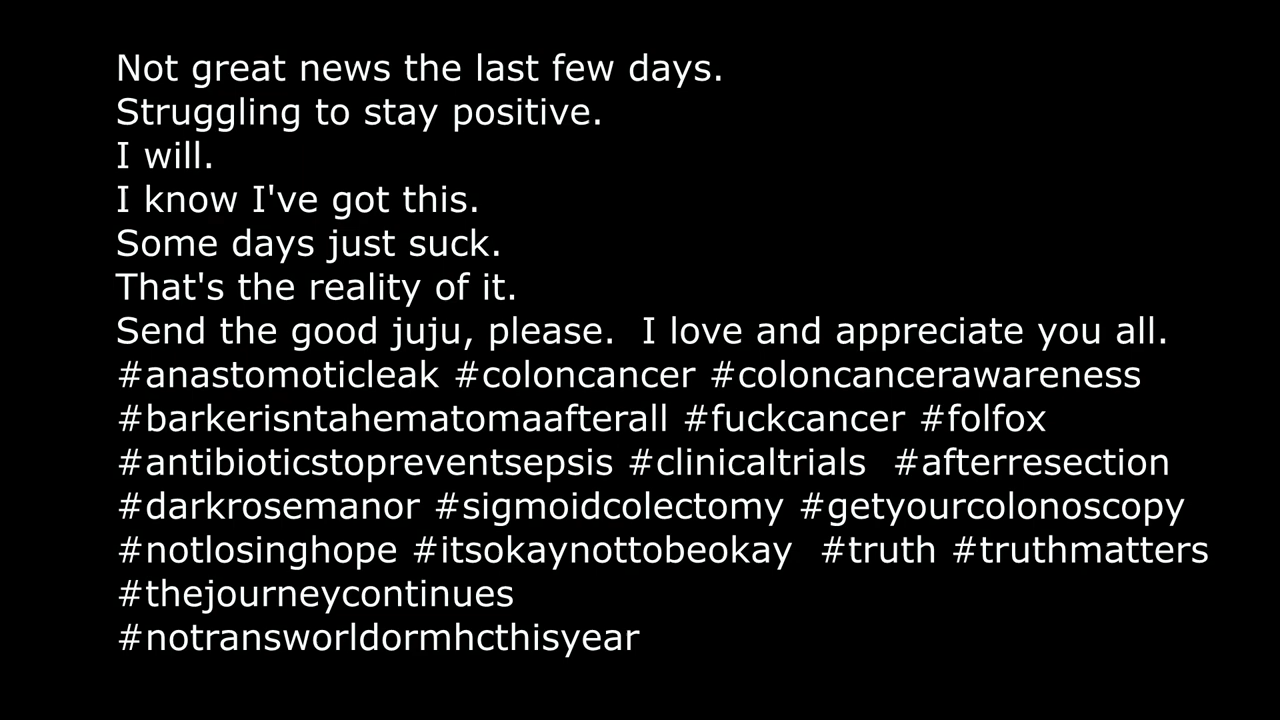 Not great news the last few days.
Struggling to stay positive.
I will.
I know I've got this.
Some days just suck.
That's the reality of it.
Send the good juju, please.  I love and appreciate you all.
#anastomoticleak #coloncancer #coloncancerawareness
#barkerisntahematomaafterall #fuckcancer #folfox
#antibioticstopreventsepsis #clinicaltrials  #afterresection
#darkrosemanor #sigmoidcolectomy #getyourcolonoscopy
#notlosinghope #itsokaynottobeokay  #truth #truthmatters
#thejourneycontinues
#notransworldormhcthisyear